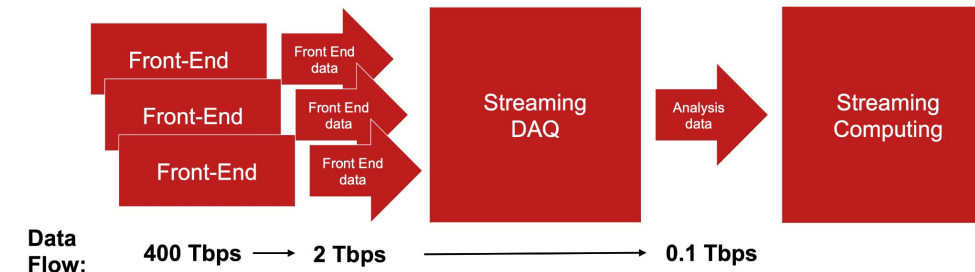 Front-End
Front End
data
Front-End
Front End
data
Front-End
Front End
data
Streaming
DAQ
Analysis
data
Streaming
Computing
Data
Flow:
400 Tbps
2 Tbps
0.1 Tbps